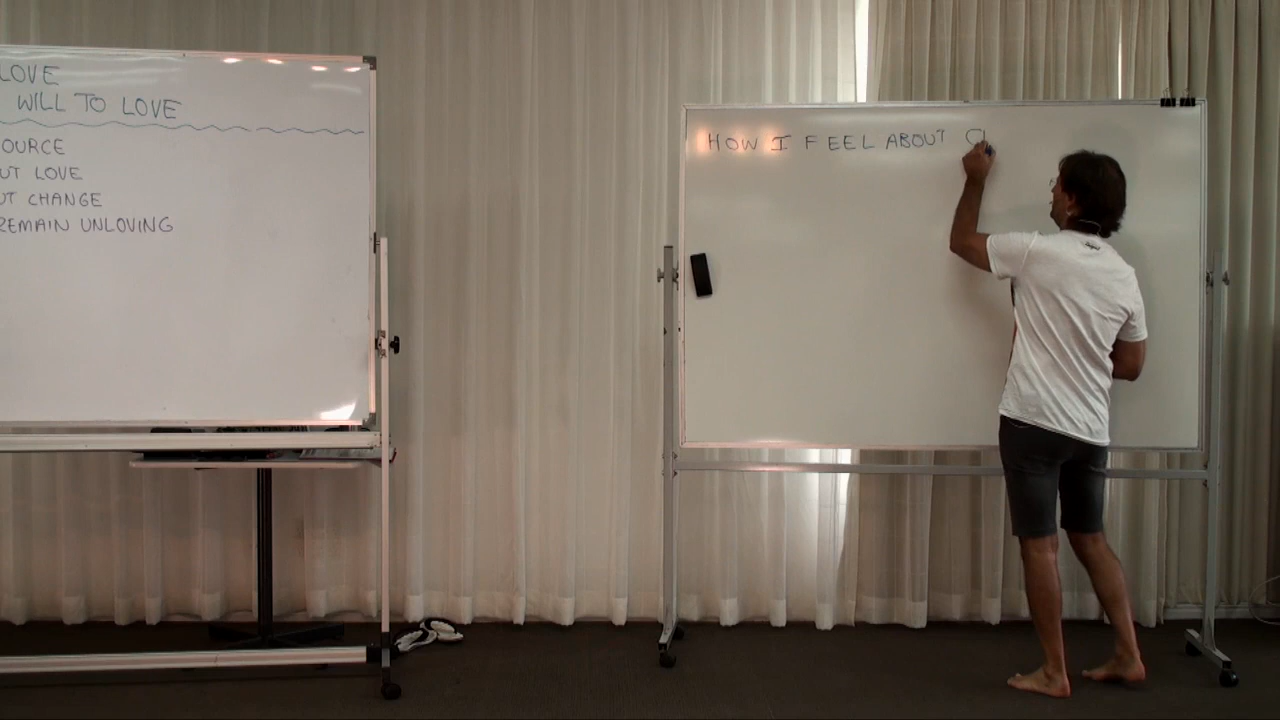 LOVE
WILL TO LOVE
OURCE
UT LOVE
UT CHANGE
REMAIN UNLOVING
HOW I FEEL ABOUT